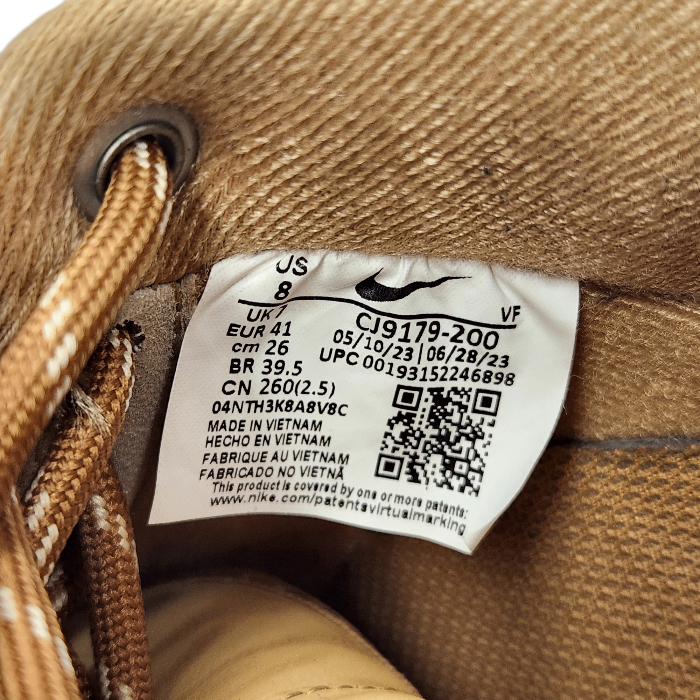 US
8
UK 7
EUR 41
cm 26
BR 39.5
CN 260(2.5)
04NTH3K8A8V8C
VF
CJ9179-200
05/10/23 | 06/28/23
UPC 00193152246898
MADE IN VIETNAM
HECHO EN VIETNAM
FABRIQUE AU VIETNAM
FABRICADO NO VIETNÃ
This product is covered by one or more patents:
www.nike.com/patentsvirtualmarking